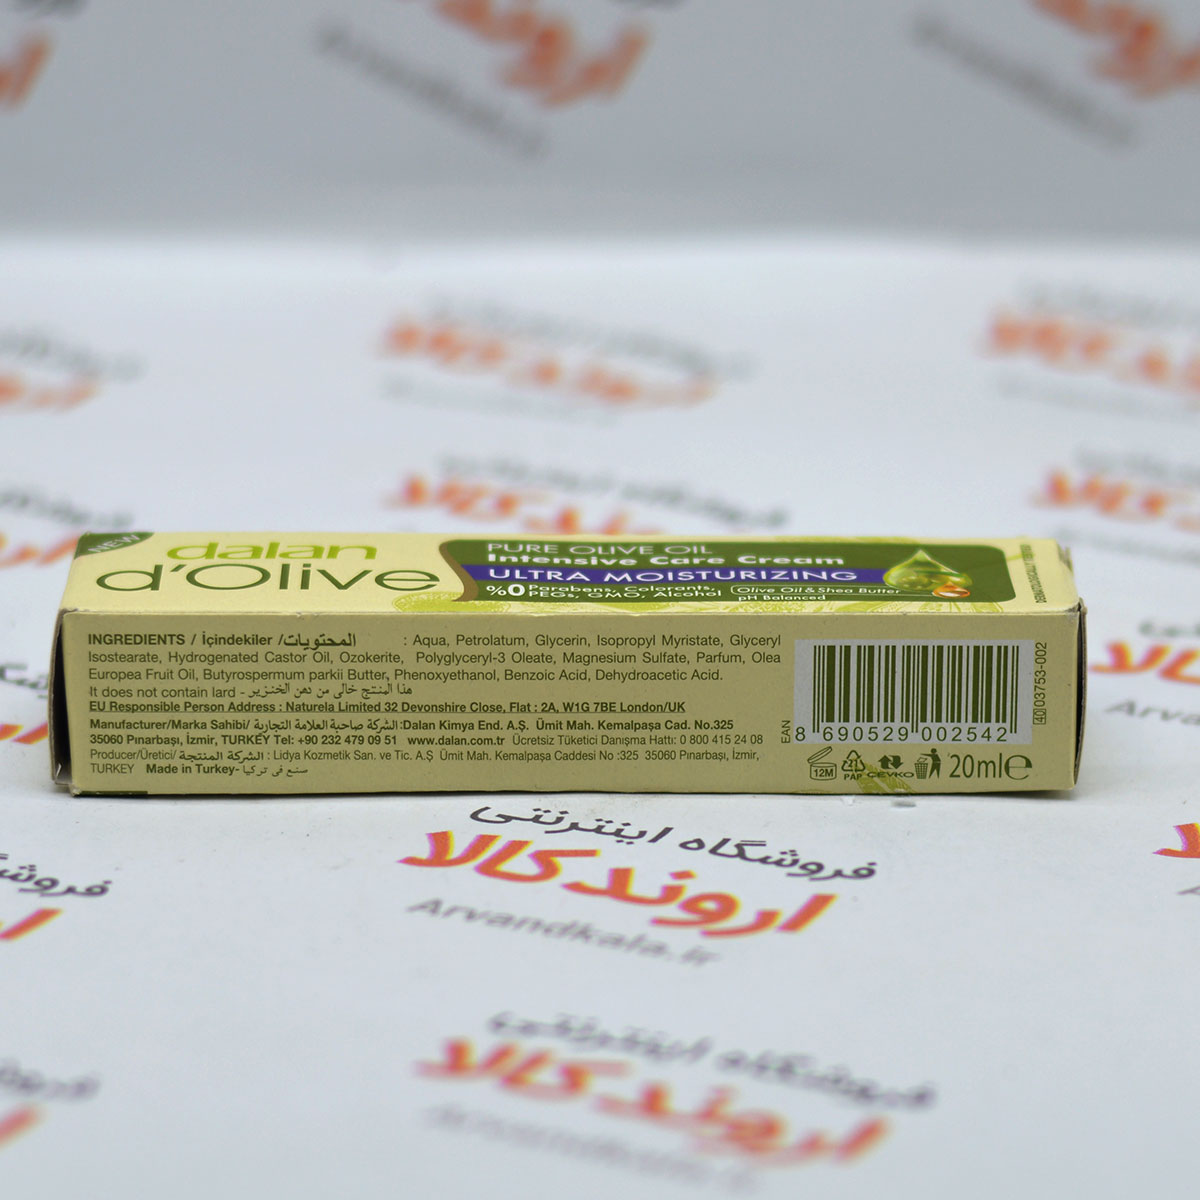 NEW
dalan
d'Olive
PURE OLIVE OIL
Intensive Care Cream
ULTRA MOISTURIZING
%0 Parabens, colorants,
PEGs, GMO, Alcohol
Olive Oil & Shea Butter
pH Balanced
INGREDIENTS / İçindekiler / المحتويات : Aqua, Petrolatum, Glycerin, Isopropyl Myristate, Glyceryl
Isostearate, Hydrogenated Castor Oil, Ozokerite, Polyglyceryl-3 Oleate, Magnesium Sulfate, Parfum, Olea
Europea Fruit Oil, Butyrospermum parkii Butter, Phenoxyethanol, Benzoic Acid, Dehydroacetic Acid.
It does not contain lard - هذا المنتج خالي من دهن الخنزير
EU Responsible Person Address : Naturela Limited 32 Devonshire Close, Flat : 2A, W1G 7BE London/UK
Manufacturer/Marka Sahibi/ الشركة صاحبة العلامة التجارية :Dalan Kimya End. A.Ş. Ümit Mah. Kemalpaşa Cad. No.325
35060 Pınarbaşı, İzmir, TURKEY Tel: +90 232 479 09 51 www.dalan.com.tr Ücretsiz Tüketici Danışma Hattı: 0 800 415 24 08
Producer/Üretici/ الشركة المنتجة : Lidya Kozmetik San. ve Tic. A.Ş Ümit Mah. Kemalpaşa Caddesi No :325 35060 Pınarbaşı, İzmir,
TURKEY Made in Turkey- صنع في تركيا
EAN
8 690529 002542
40 03753-002
12M
PAP
ÇEVKO
20ml e
فروشگاه اینترنتی
اروند کالا
Arvandkala.ir
فروشگاه اینترنتی
اروند کالا